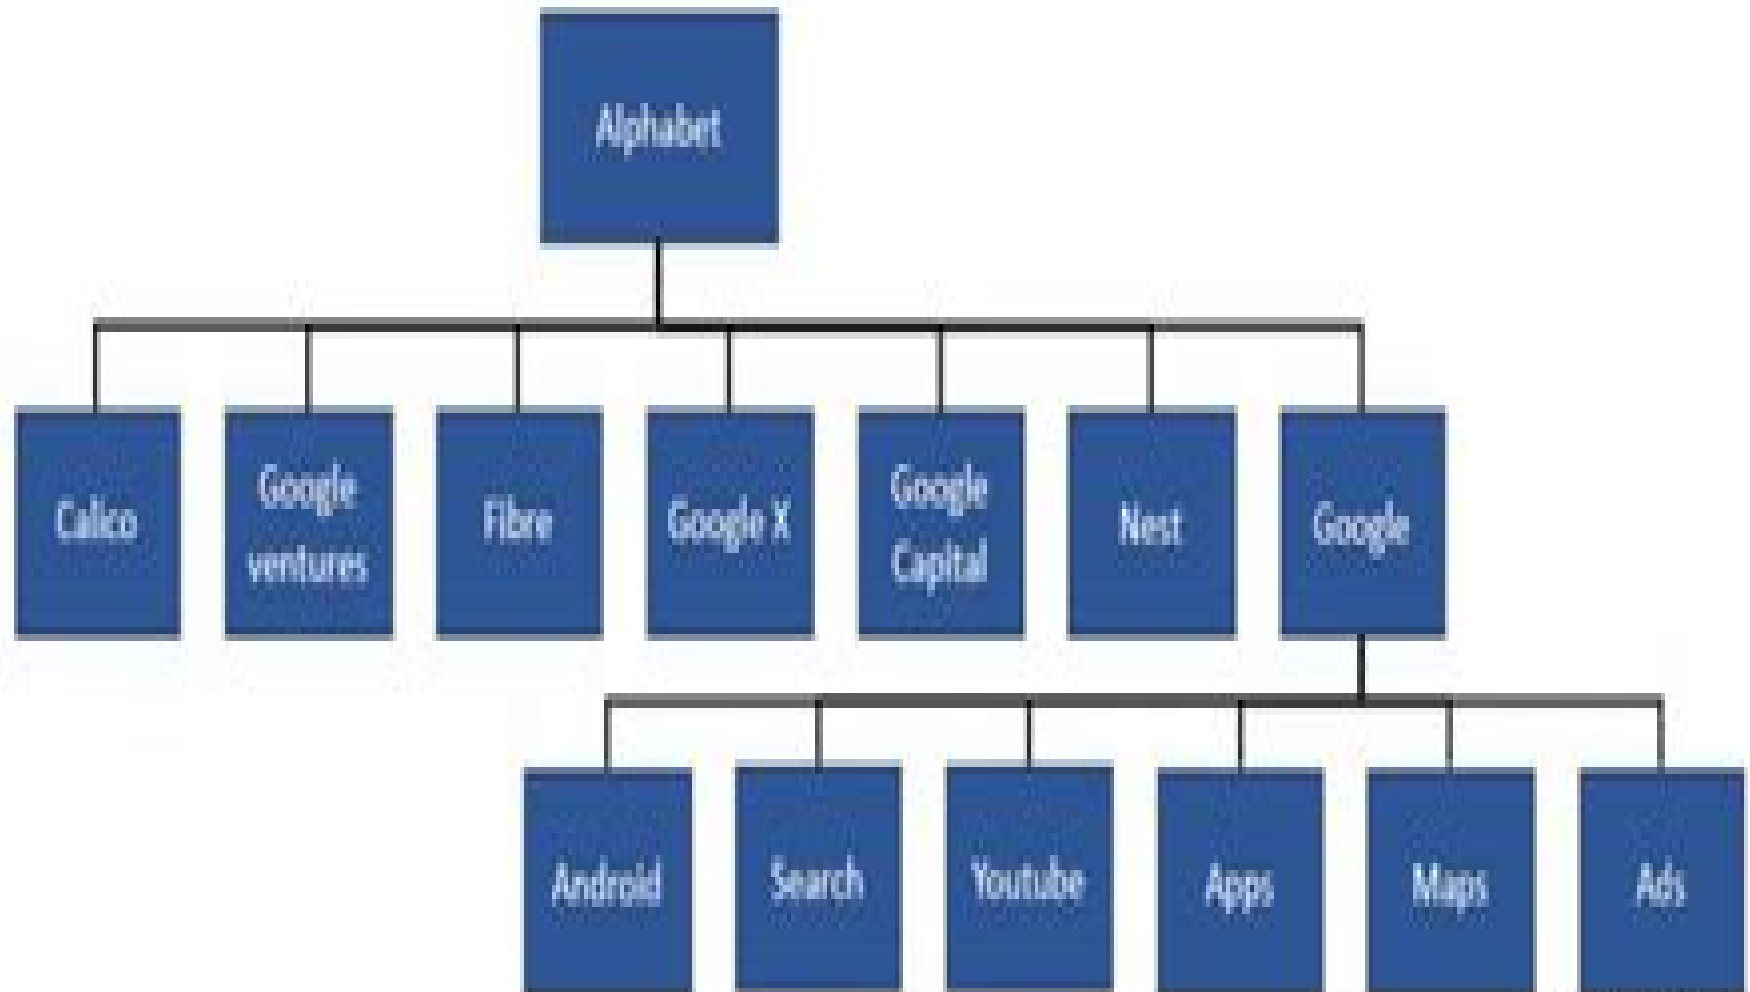 Alphabet
Calico
Google
ventures
Fibre
Google X
Google
Capital
Nest
Google
Android
Search
Youtube
Apps
Maps
Ads